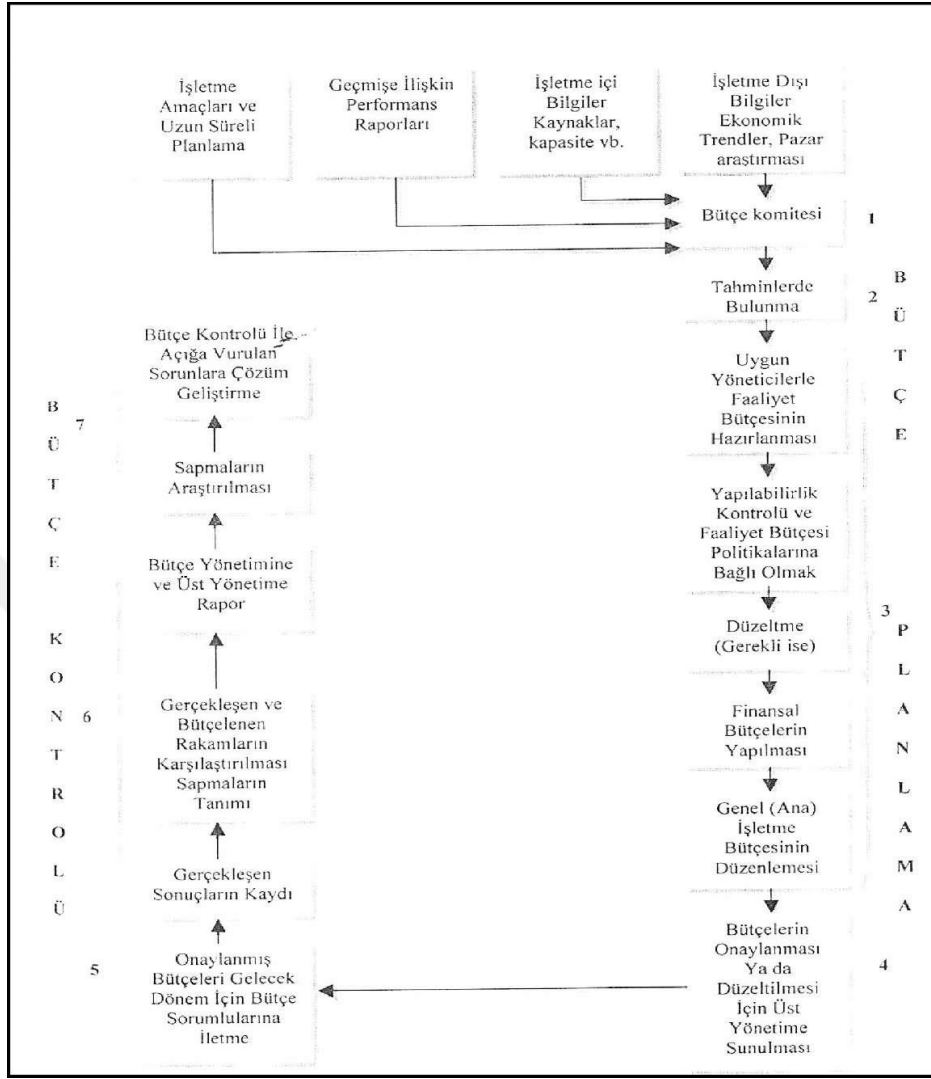 İşletme
Amaçları ve
Uzun Süreli
Planlama
Geçmişe İlişkin
Performans
Raporları
İşletme içi
Bilgiler
Kaynaklar,
kapasite vb.
İşletme Dışı
Bilgiler
Ekonomik
Trendler, Pazar
araştırması
Bütçe komitesi
1
Tahminlerde
Bulunma
2
Uygun
Yöneticilerle
Faaliyet
Bütçesinin
Hazırlanması
Yapılabilirlik
Kontrolü ve
Faaliyet Bütçesi
Politikalarına
Bağlı Olmak
3
Düzeltme
(Gerekli ise)
Finansal
Bütçelerin
Yapılması
Genel (Ana)
İşletme
Bütçesinin
Düzenlemesi
Bütçelerin
Onaylanması
Ya da
Düzeltilmesi
İçin Üst
Yönetime
Sunulması
4
B
Ü
T
Ç
E
P
L
A
N
L
A
M
A
Bütçe Kontrolü İle
Açığa Vurulan
Sorunlara Çözüm
Geliştirme
7
Sapmaların
Araştırılması
Bütçe Yönetimine
ve Üst Yönetime
Rapor
Gerçekleşen ve
Bütçelenen
Rakamların
Karşılaştırılması
Sapmaların
Tanımı
6
Gerçekleşen
Sonuçların Kaydı
Onaylanmış
Bütçeleri Gelecek
Dönem İçin Bütçe
Sorumlularına
İletme
5
B
Ü
T
Ç
E
K
O
N
T
R
O
L
Ü